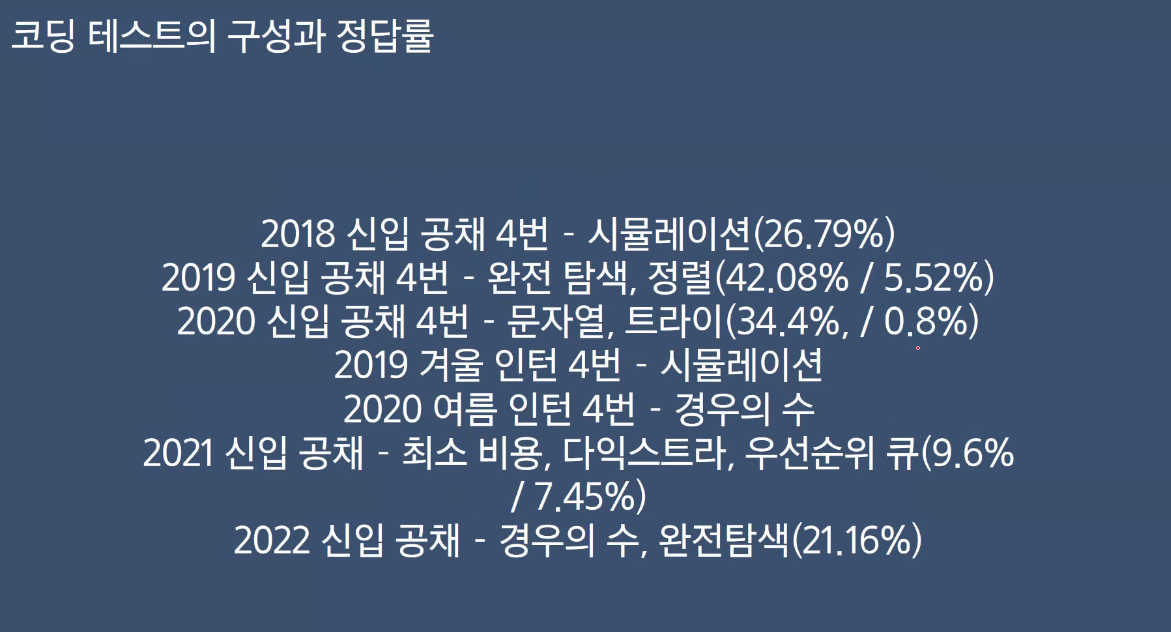 코딩 테스트의 구성과 정답률
2018 신입 공채 4번 - 시뮬레이션(26.79%)
2019 신입 공채 4번 - 완전 탐색, 정렬(42.08% / 5.52%)
2020 신입 공채 4번 - 문자열, 트라이(34.4%, / 0.8%)
2019 겨울 인턴 4번 - 시뮬레이션
2020 여름 인턴 4번 - 경우의 수
2021 신입 공채 - 최소 비용, 다익스트라, 우선순위 큐(9.6%
/ 7.45%)
2022 신입 공채 - 경우의 수, 완전탐색(21.16%)